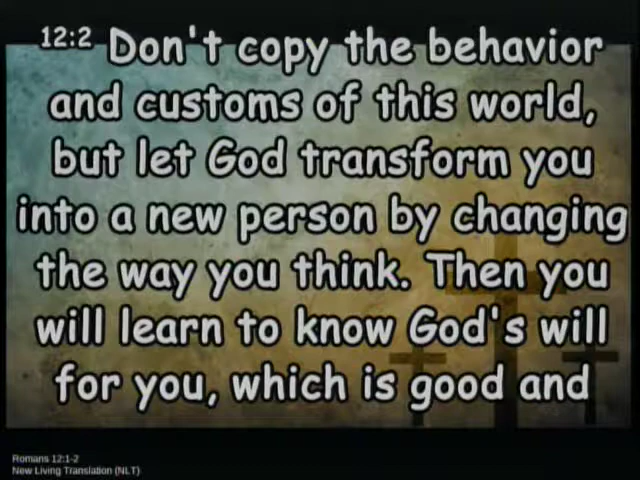 12:2 Don't copy the behavior
and customs of this world,
but let God transform you
into a new person by changing
the way you think. Then you
will learn to know God's will
for you, which is good and
Romans 12:1-2
New Living Translation (NLT)